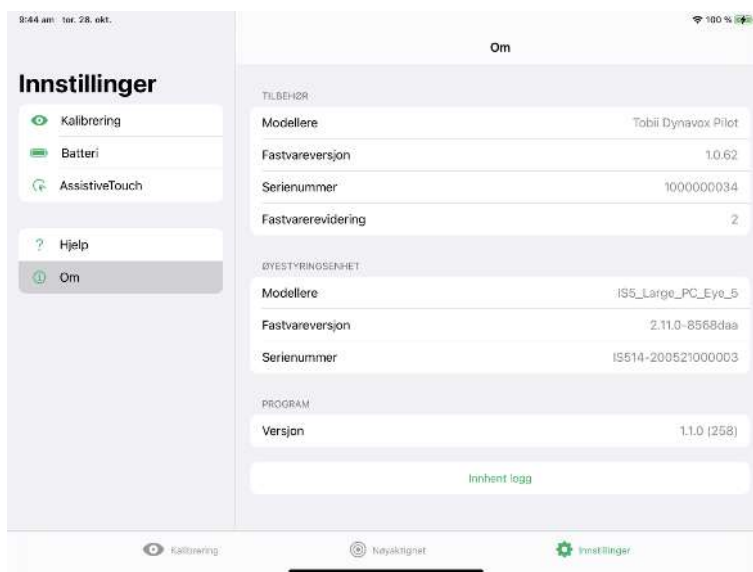 9:44 am tor. 28. okt.
100 %
Om
Innstillinger
Kalibrering
Batteri
AssistiveTouch
Hjelp
Om
TILBEHØR
Modellere Tobii Dynavox Pilot
Fastvareversjon 1.0.62
Serienummer 1000000034
Fastvarerevidering 2
ØYESTYRINGSENHET
Modellere IS5_Large_PC_Eye_5
Fastvareversjon 2.11.0-8568daa
Serienummer IS514-200521000003
PROGRAM
Versjon 1.1.0 (258)
Innhent logg
Kalibrering Nøyaktighet Innstillinger